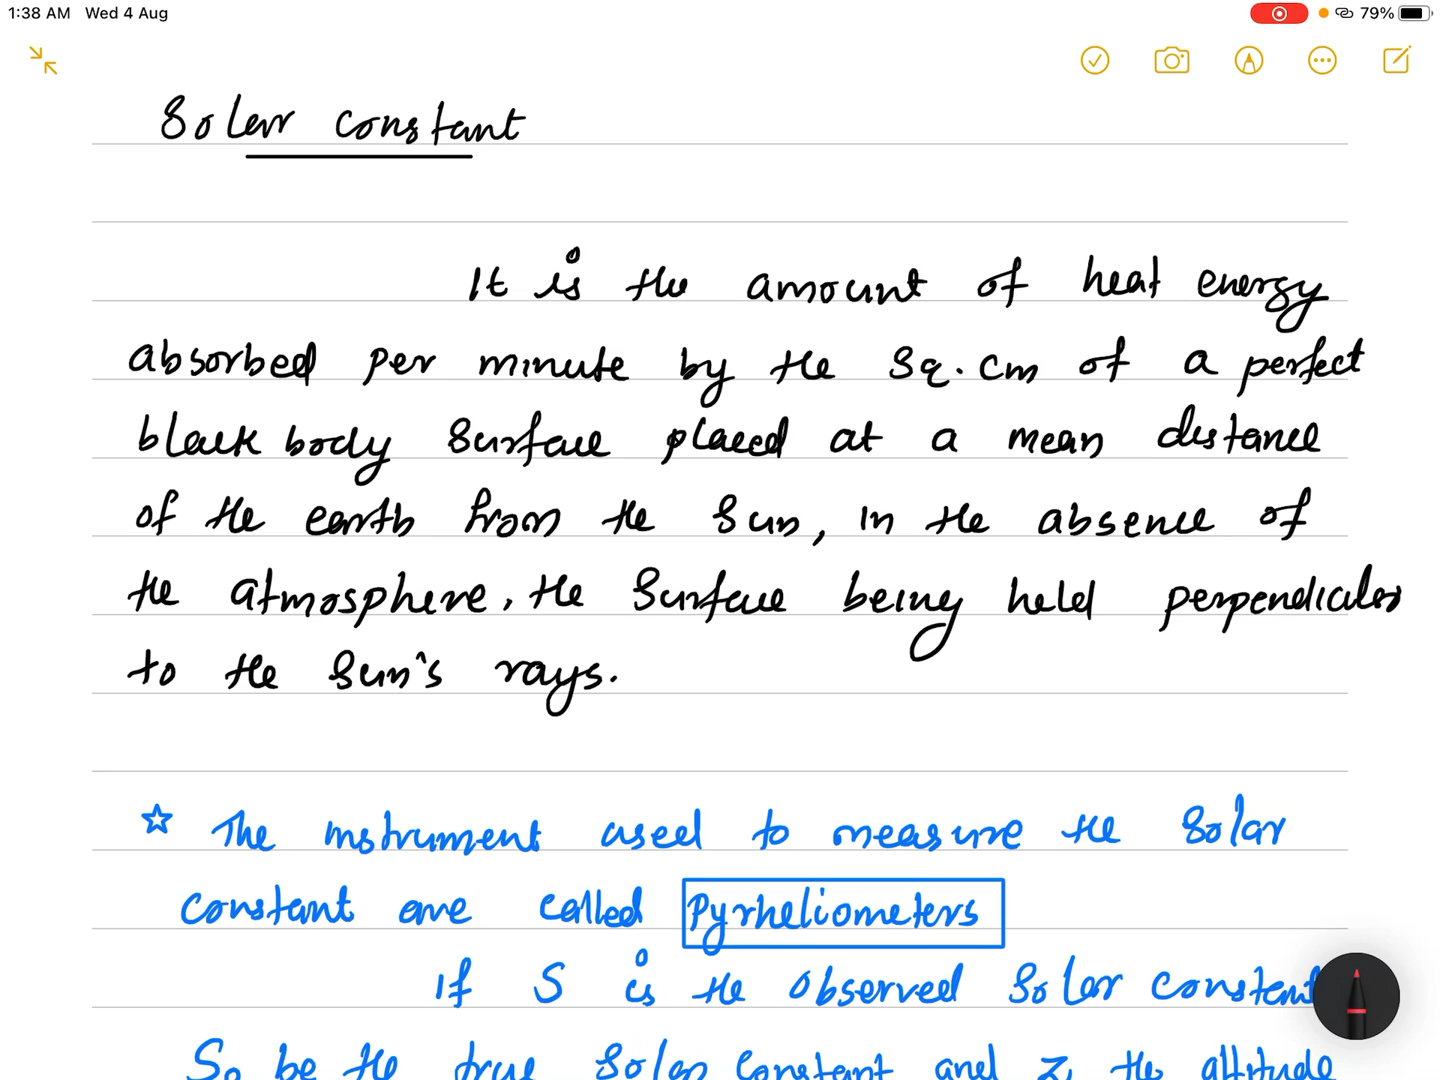 1:38 AM Wed 4 Aug 79%
Solar constant
It is the amount of heat energy
absorbed per minute by the sq. cm of a perfect
black body surface placed at a mean distance
of the earth from the sun, in the absence of
the atmosphere, the surface being held perpendicular
to the sun's rays.
☆ The instrument used to measure the solar
constant are called Pyrheliometers
If S is the observed solar constant
So be the true solar constant and Z, the altitude